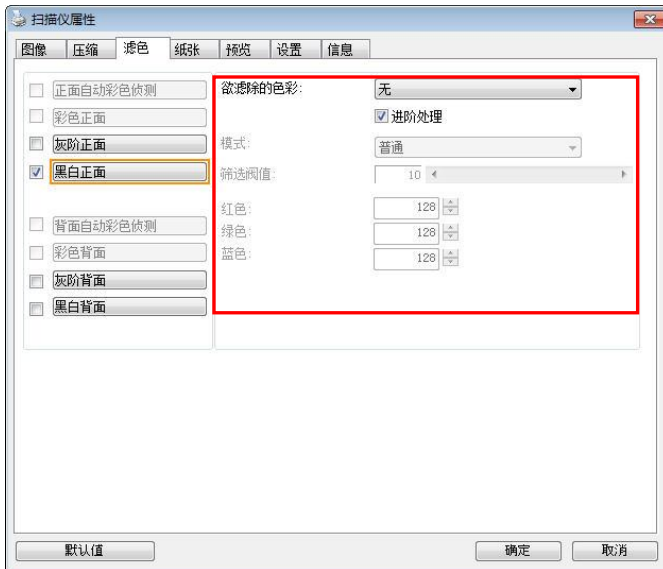 扫描仪属性
图像 压缩 滤色 纸张 预览 设置 信息
正面自动彩色侦测
彩色正面
灰阶正面
黑白正面
背面自动彩色侦测
彩色背面
灰阶背面
黑白背面
欲滤除的色彩: 无
进阶处理
模式: 普通
筛选阀值: 10
红色: 128
绿色: 128
蓝色: 128
默认值 确定 取消